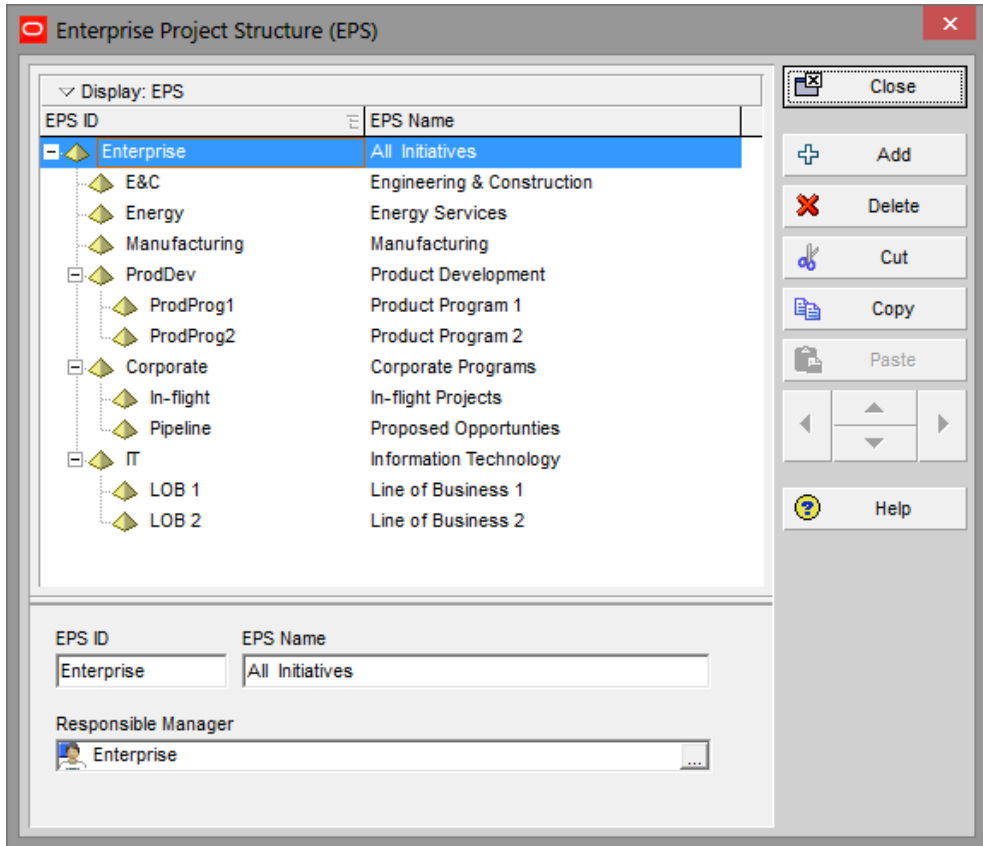 Enterprise Project Structure (EPS)
Display: EPS
EPS ID EPS Name
Enterprise All Initiatives
E&C Engineering & Construction
Energy Energy Services
Manufacturing Manufacturing
ProdDev Product Development
ProdProg1 Product Program 1
ProdProg2 Product Program 2
Corporate Corporate Programs
In-flight In-flight Projects
Pipeline Proposed Opportunties
IT Information Technology
LOB 1 Line of Business 1
LOB 2 Line of Business 2
EPS ID EPS Name
Enterprise All Initiatives
Responsible Manager
Enterprise ...
Close
Add
Delete
Cut
Copy
Paste
Help